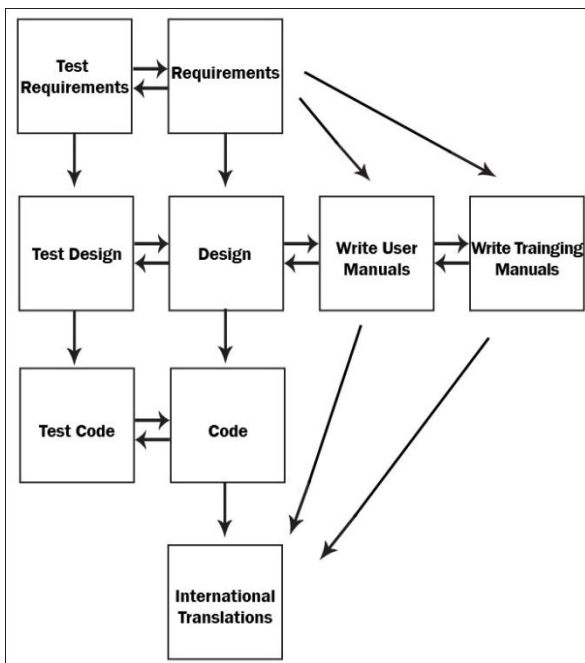 Test
Requirements
Requirements
Test Design
Design
Write User
Manuals
Write Trainging
Manuals
Test Code
Code
International
Translations